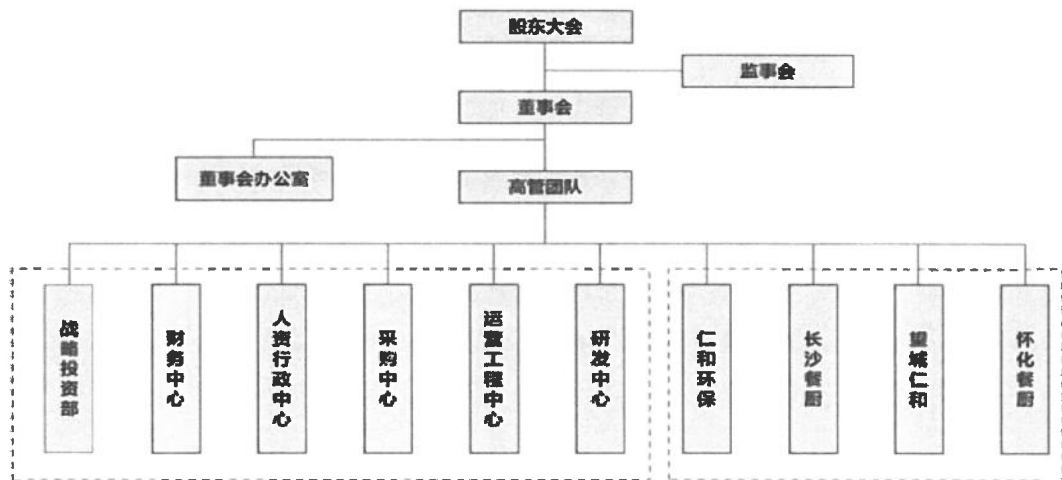 股东大会
监事会
董事会
董事会办公室
高管团队
战略投资部
财务中心
人资行政中心
采购中心
运营工程中心
研发中心
仁和环保
长沙餐厨
望城仁和
怀化餐厨